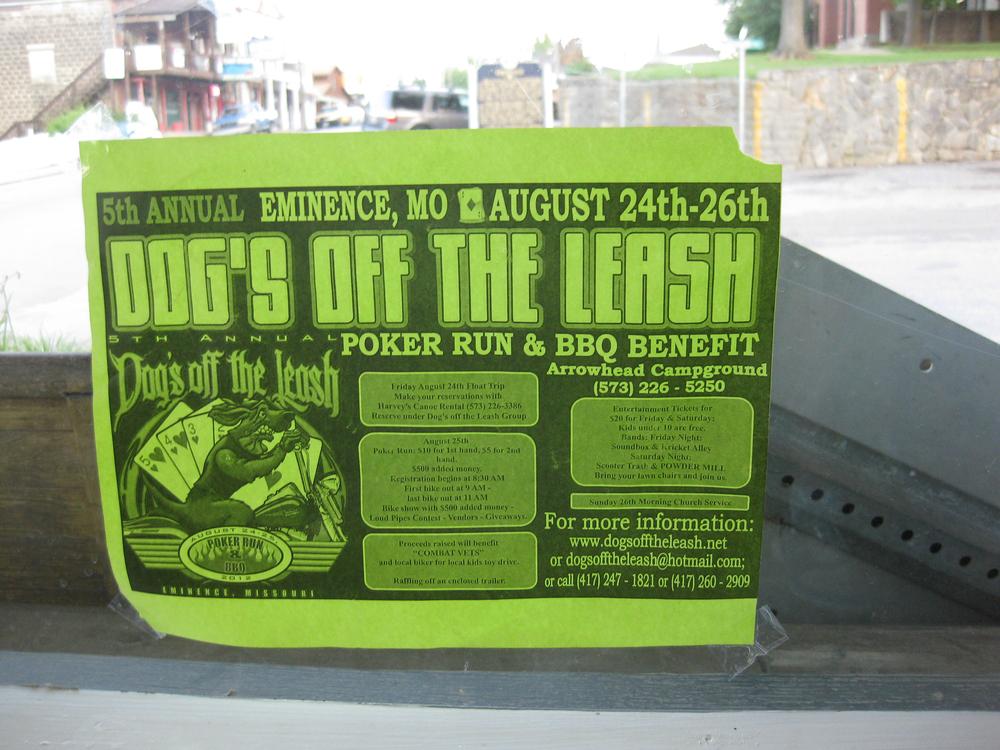 5th ANNUAL EMINENCE, MO AUGUST 24th-26th
DOG'S OFF THE LEASH
5TH ANNUAL
POKER RUN & BBQ BENEFIT
Dog's off the leash
4
3
5
AUGUST 24-26
POKER RUN
&
BBQ
2012
EMINENCE, MISSOURI
Friday August 24th Float Trip
Make your reservations with
Harvey's Canoe Rental (573) 226-3386
Reserve under Dog's off the Leash Group
August 25th
Poker Run: $10 for 1st hand, $5 for 2nd
hand.
$500 added money.
Registration begins at 8:30 AM
First bike out at 9 AM -
last bike out at 11 AM
Bike show with $500 added money -
Loud Pipes Contest - Vendors - Giveaways.
Proceeds raised will benefit
"COMBAT VETS"
and local biker for local kids toy drive.
Raffling off an enclosed trailer.
Arrowhead Campground
(573) 226 - 5250
Entertainment Tickets for
$20 for Friday & Saturday;
Kids under 10 are free.
Bands: Friday Night:
Soundbox & Kricket Alley
Saturday Night:
Scooter Trash & POWDER MILL
Bring your lawn chairs and join us.
Sunday 26th Morning Church Service
For more information:
www.dogsofftheleash.net
or dogsofftheleash@hotmail.com;
or call (417) 247 - 1821 or (417) 260 - 2909